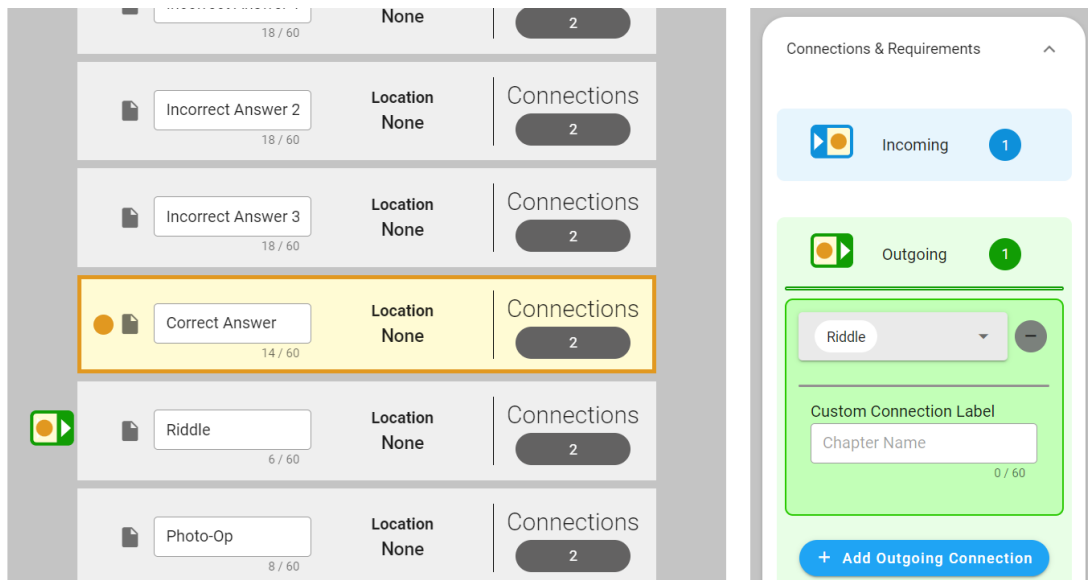 None
18 / 60
2
Incorrect Answer 2
18 / 60
Location
None
Connections
2
Incorrect Answer 3
18 / 60
Location
None
Connections
2
Correct Answer
14 / 60
Location
None
Connections
2
Riddle
6 / 60
Location
None
Connections
2
Photo-Op
8 / 60
Location
None
Connections
2
Connections & Requirements
Incoming
1
Outgoing
1
Riddle
Custom Connection Label
Chapter Name
0 / 60
+ Add Outgoing Connection